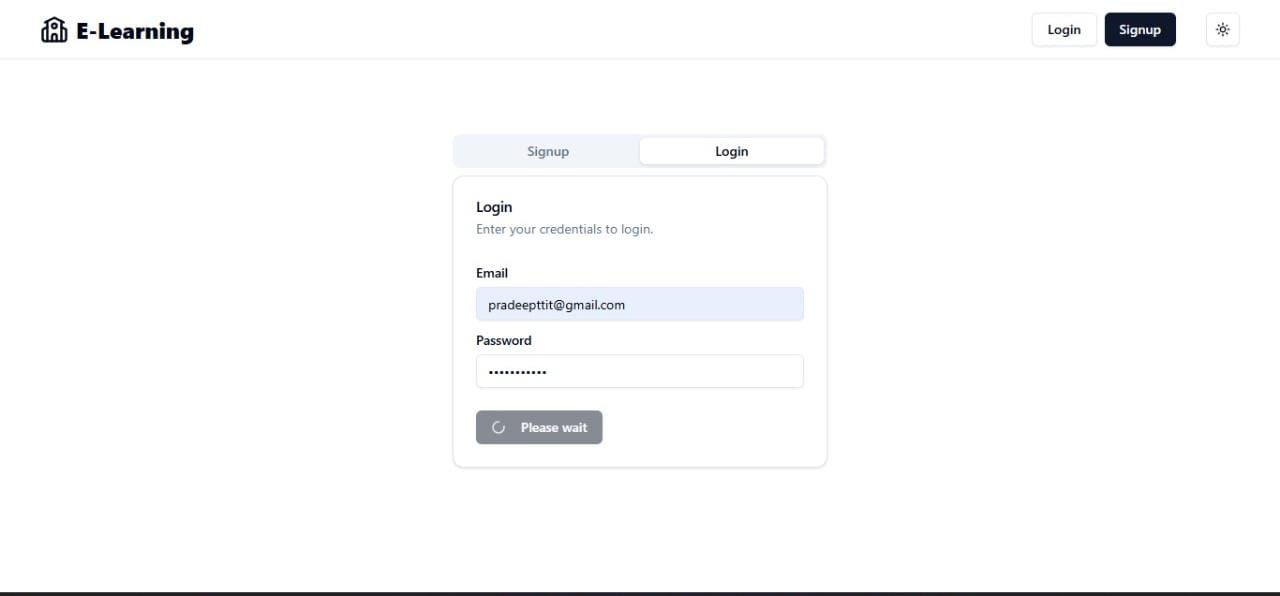 E-Learning
Login
Signup
Signup
Login
Login
Enter your credentials to login.
Email
pradeepttit@gmail.com
Password
•••••••••••
Please wait